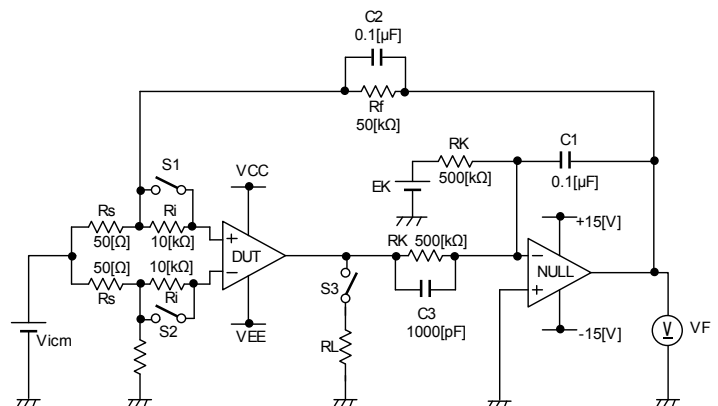 C2
0.1[µF]
Rf
50[kΩ]
S1
VCC
RK
500[kΩ]
C1
0.1[µF]
EK
Rs
50[Ω]
Ri
10[kΩ]
+15[V]
RK
500[kΩ]
+
DUT
−
50[Ω]
Rs
10[kΩ]
Ri
S2
VEE
S3
C3
1000[pF]
−
NULL
+
-15[V]
Vicm
RL
V
VF